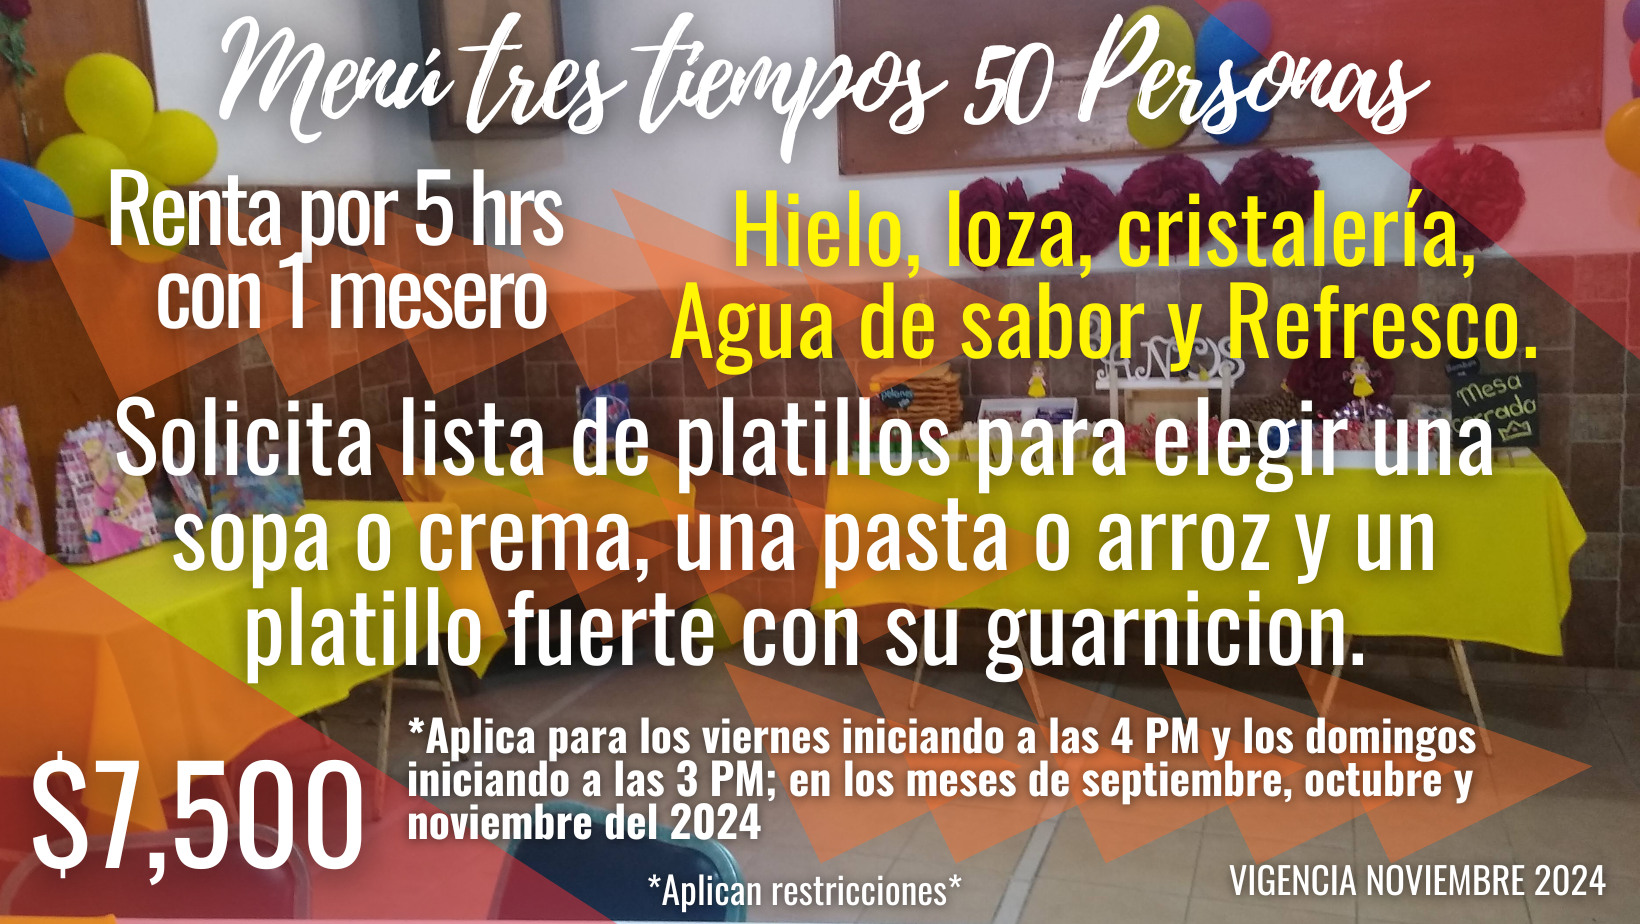 Menú tres tiempos 50 Personas
Renta por 5 hrs
con 1 mesero
Hielo, loza, cristalería,
Agua de sabor y Refresco.
Solicita lista de platillos para elegir una
sopa o crema, una pasta o arroz y un
platillo fuerte con su guarnicion.
$7,500
*Aplica para los viernes iniciando a las 4 PM y los domingos
iniciando a las 3 PM; en los meses de septiembre, octubre y
noviembre del 2024
*Aplican restricciones*
VIGENCIA NOVIEMBRE 2024
Mesa